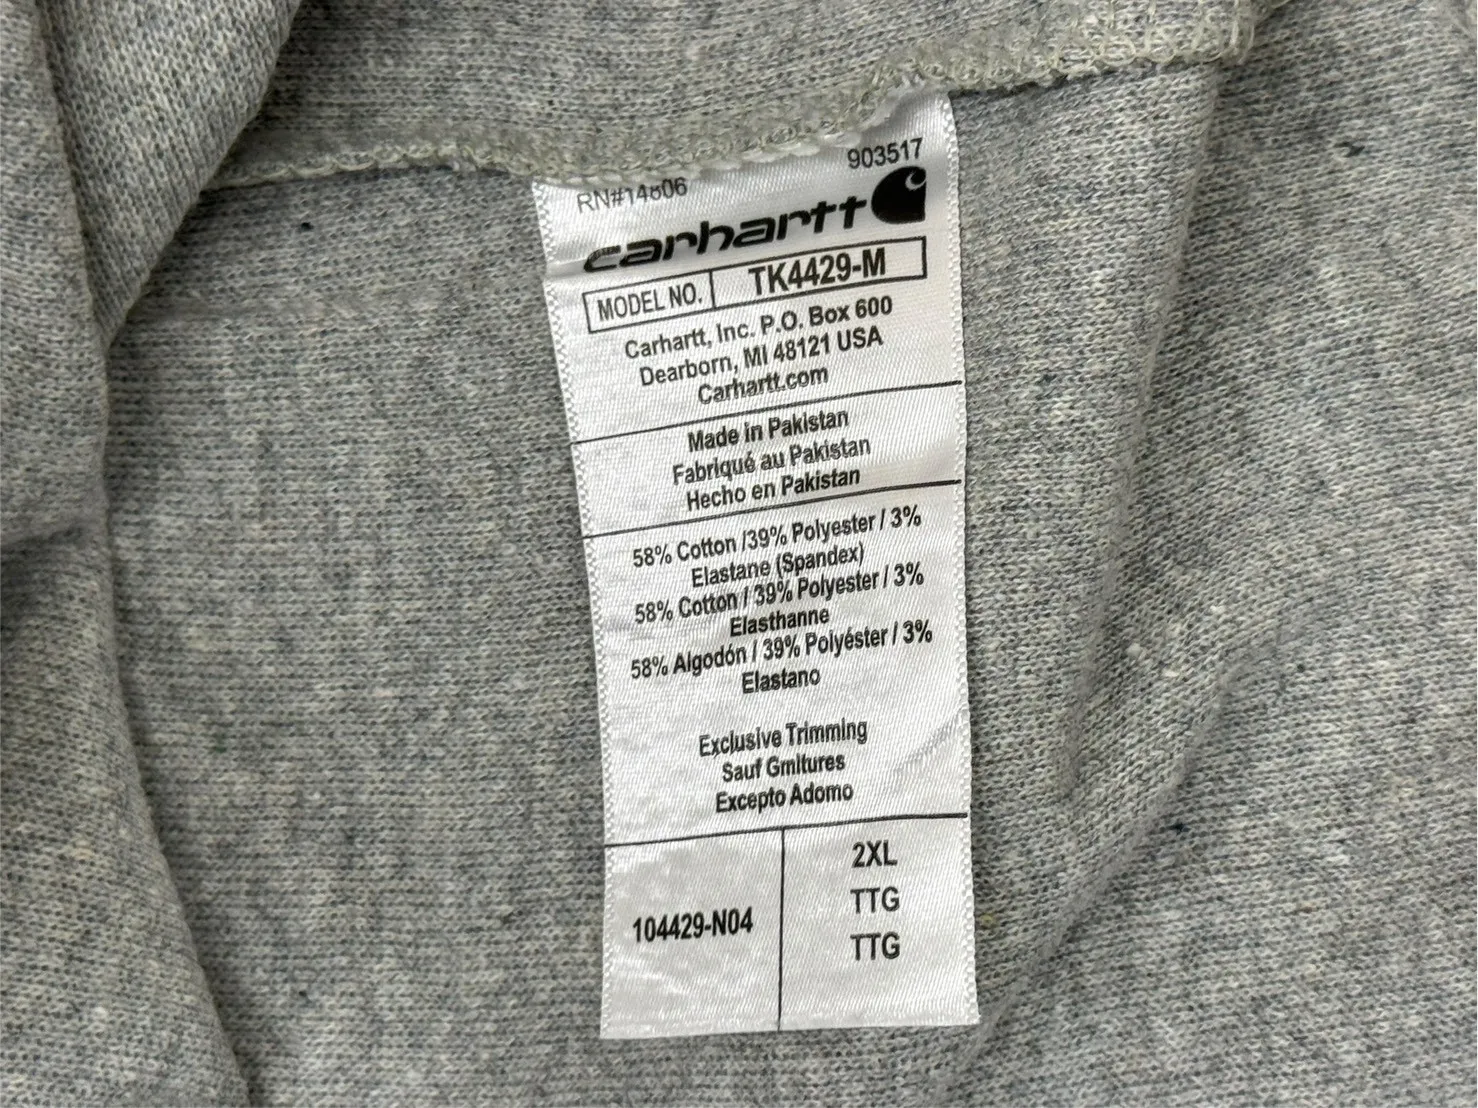 903517
RN#14806
carhartt
MODEL NO. TK4429-M
Carhartt, Inc. P.O. Box 600
Dearborn, MI 48121 USA
Carhartt.com
Made in Pakistan
Fabriqué au Pakistan
Hecho en Pakistan
58% Cotton /39% Polyester / 3%
Elastane (Spandex)
58% Cotton / 39% Polyester / 3%
Elasthanne
58% Algodón / 39% Polyéster / 3%
Elastano
Exclusive Trimming
Sauf Gmltures
Excepto Adomo
104429-N04
2XL
TTG
TTG